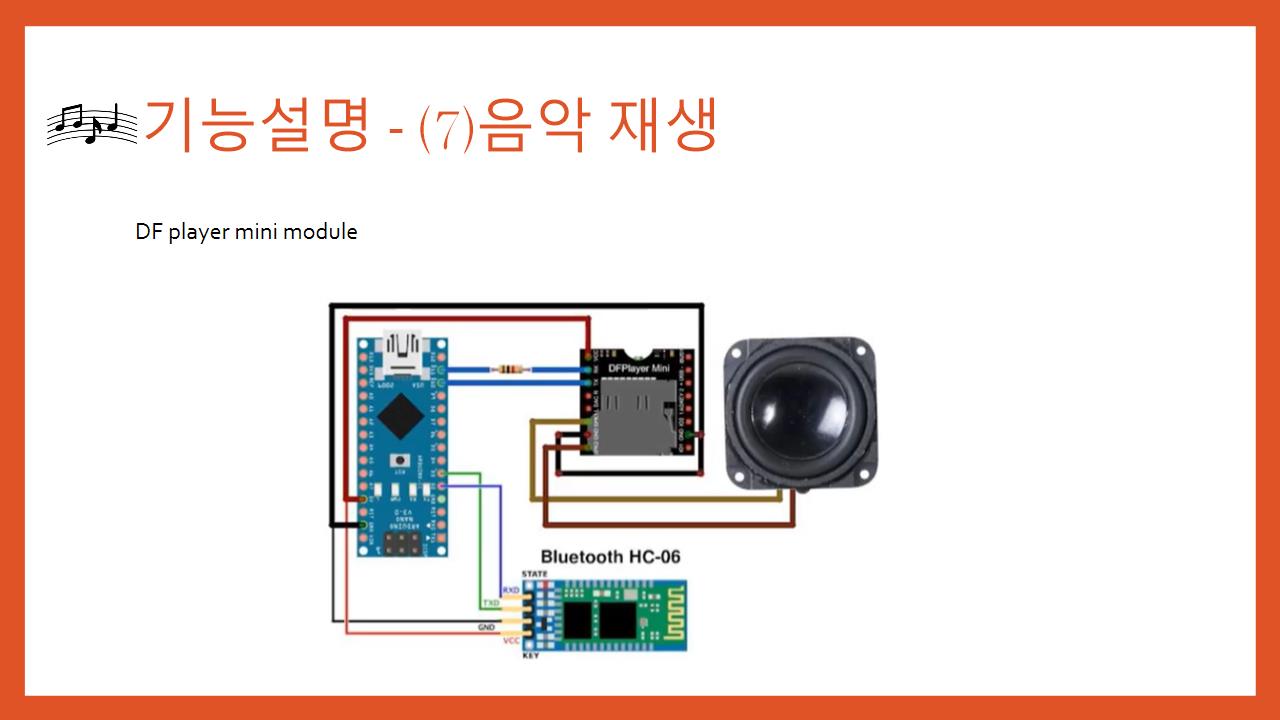 기능설명 - (7)음악 재생
DF player mini module
DFPlayer Mini
Bluetooth HC-06
STATE
RXD
TXD
GND
VCC
KEY